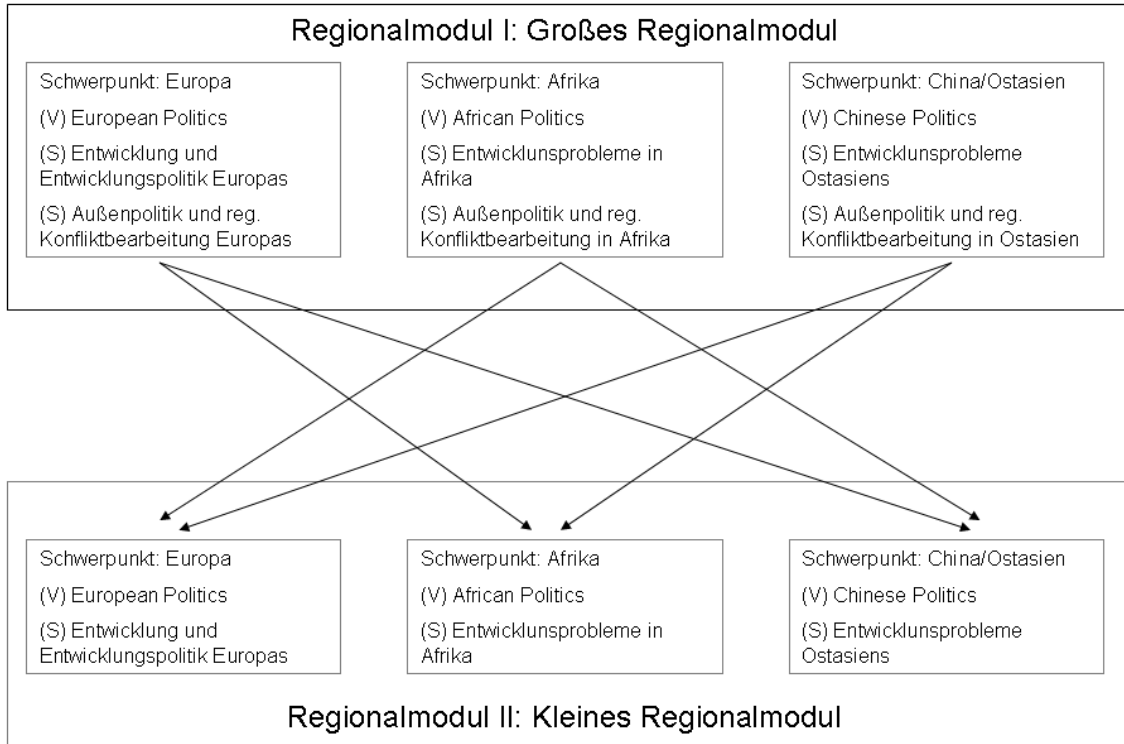 Regionalmodul I: Großes Regionalmodul
Schwerpunkt: Europa
(V) European Politics
(S) Entwicklung und
Entwicklungspolitik Europas
(S) Außenpolitik und reg.
Konfliktbearbeitung Europas
Schwerpunkt: Afrika
(V) African Politics
(S) Entwicklunsprobleme in
Afrika
(S) Außenpolitik und reg.
Konfliktbearbeitung in Afrika
Schwerpunkt: China/Ostasien
(V) Chinese Politics
(S) Entwicklunsprobleme
Ostasiens
(S) Außenpolitik und reg.
Konfliktbearbeitung in Ostasien
Schwerpunkt: Europa
(V) European Politics
(S) Entwicklung und
Entwicklungspolitik Europas
Schwerpunkt: Afrika
(V) African Politics
(S) Entwicklunsprobleme in
Afrika
Schwerpunkt: China/Ostasien
(V) Chinese Politics
(S) Entwicklunsprobleme
Ostasiens
Regionalmodul II: Kleines Regionalmodul